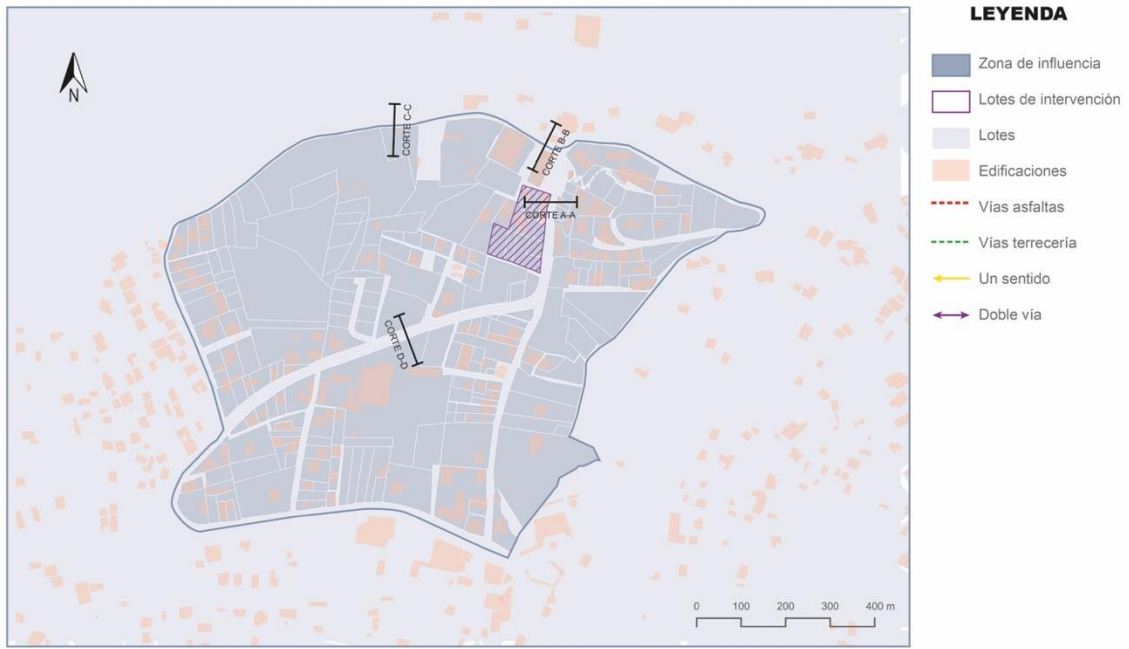 LEYENDA
Zona de influencia
Lotes de intervención
Lotes
Edificaciones
Vías asfaltas
Vías terrecería
Un sentido
Doble vía
N
CORTE C-C
CORTE B-B
CORTE A-A
CORTE D-D
0 100 200 300 400 m